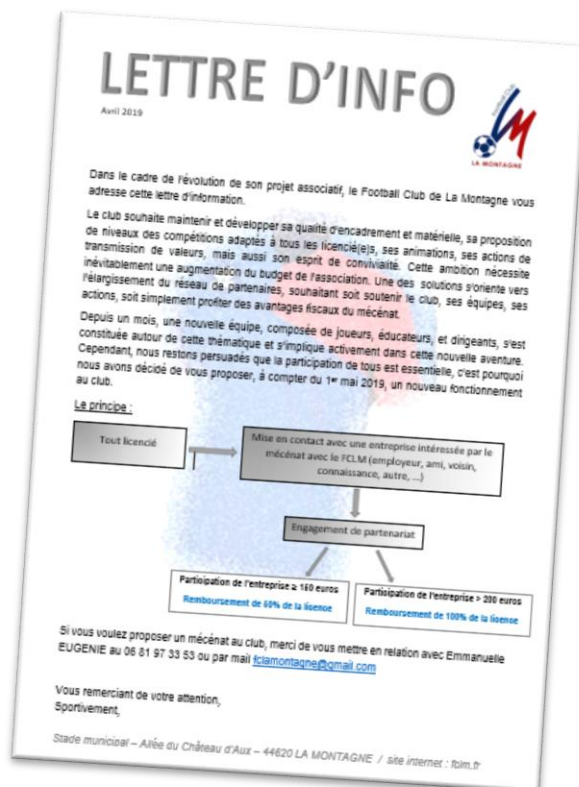 LETTRE D'INFO
Avril 2019
Football Club
LA MONTAGNE
Dans le cadre de l'évolution de son projet associatif, le Football Club de La Montagne vous
adresse cette lettre d'information.
Le club souhaite maintenir et développer sa qualité d'encadrement et matérielle, sa proposition
de niveaux des compétitions adaptés à tous les licencié(e)s, ses animations, ses actions de
transmission de valeurs, mais aussi son esprit de convivialité. Cette ambition nécessite
inévitablement une augmentation du budget de l'association. Une des solutions s'oriente vers
l'élargissement du réseau de partenaires, souhaitant soit soutenir le club, ses équipes, ses
actions, soit simplement profiter des avantages fiscaux du mécénat.
Depuis un mois, une nouvelle équipe, composée de joueurs, éducateurs, et dirigeants, s'est
constituée autour de cette thématique et s'implique activement dans cette nouvelle aventure.
Cependant, nous restons persuadés que la participation de tous est essentielle, c'est pourquoi
nous avons décidé de vous proposer, à compter du 1er mai 2019, un nouveau fonctionnement
au club.
Le principe :
Tout licencié
Mise en contact avec une entreprise intéressée par le
mécénat avec le FCLM (employeur, ami, voisin,
connaissance, autre, ...)
Engagement de partenariat
Participation de l'entreprise ≥ 150 euros
Remboursement de 50% de la licence
Participation de l'entreprise > 200 euros
Remboursement de 100% de la licence
Si vous voulez proposer un mécénat au club, merci de vous mettre en relation avec Emmanuelle
EUGENIE au 06 81 97 33 53 ou par mail fclamontagne@gmail.com
Vous remerciant de votre attention,
Sportivement,
Stade municipal – Allée du Château d'Aux – 44620 LA MONTAGNE / site internet : fclm.fr